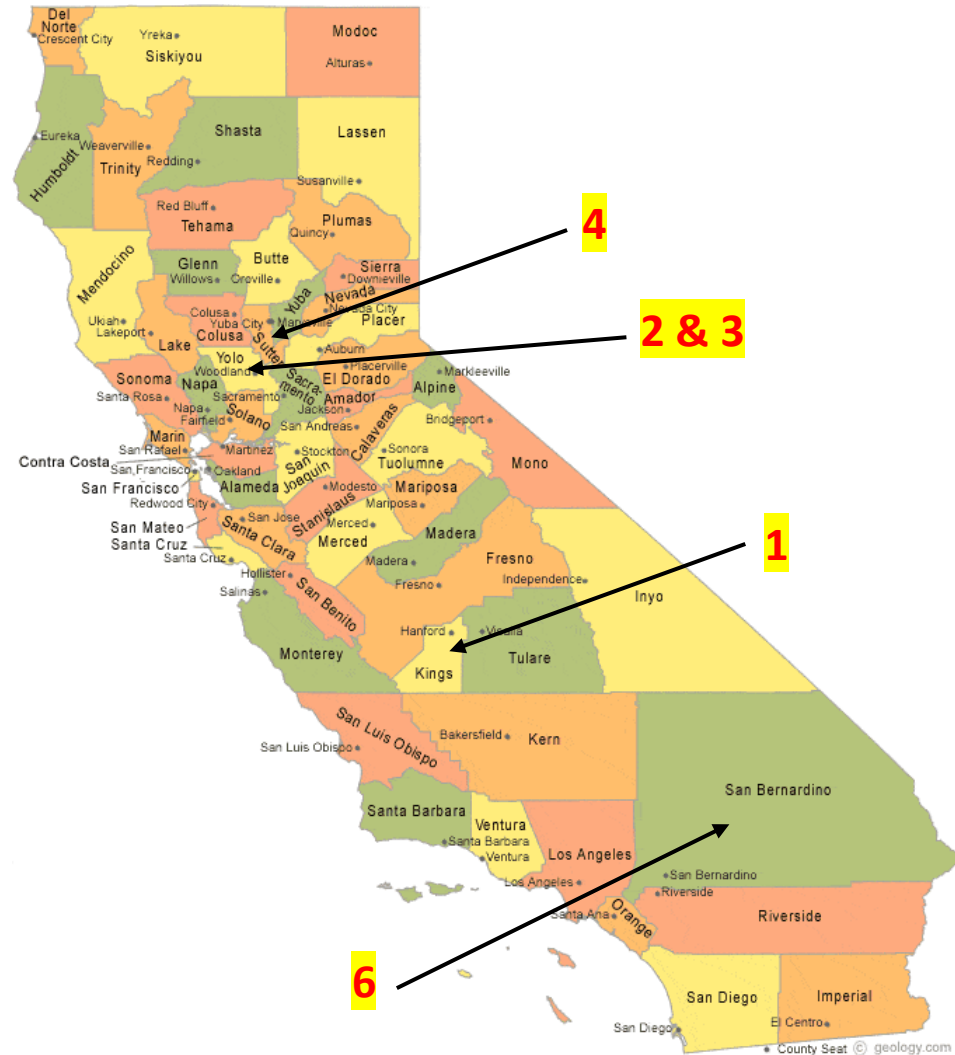 Del
Norte
Crescent City
Yreka
Siskiyou
Modoc
Alturas
Eureka
Humboldt
Weaverville
Trinity
Shasta
Redding
Lassen
Susanville
Red Bluff
Tehama
Plumas
Quincy
4
Mendocino
Glenn
Willows
Butte
Oroville
Sierra
Downieville
Yuba
Nevada
Nevada City
Ukiah
Lakeport
Lake
Colusa
Colusa
Yuba City
Marysville
Sutter
Placer
Auburn
2 & 3
Yolo
Woodland
Sacra-
mento
Sacramento
Placerville
El Dorado
Markleeville
Alpine
Sonoma
Santa Rosa
Napa
Napa
Solano
Fairfield
Amador
Jackson
San Andreas
Calaveras
Bridgeport
Mono
Marin
San Rafael
Contra Costa
Martinez
San Francisco
Oakland
San Francisco
Alameda
San
Joaquin
Stockton
Sonora
Tuolumne
Redwood City
San Mateo
Santa Cruz
Santa Cruz
San Jose
Santa Clara
Modesto
Stanislaus
Mariposa
Mariposa
Merced
Merced
Madera
Madera
1
Hollister
San Benito
Salinas
Monterey
Fresno
Fresno
Independence
Inyo
Hanford
Kings
Visalia
Tulare
San Luis Obispo
San Luis Obispo
Bakersfield
Kern
San Bernardino
San Bernardino
Santa Barbara
Santa Barbara
Ventura
Ventura
Los Angeles
Los Angeles
Riverside
Riverside
Santa Ana
Orange
6
San Diego
San Diego
Imperial
El Centro
County Seat © geology.com